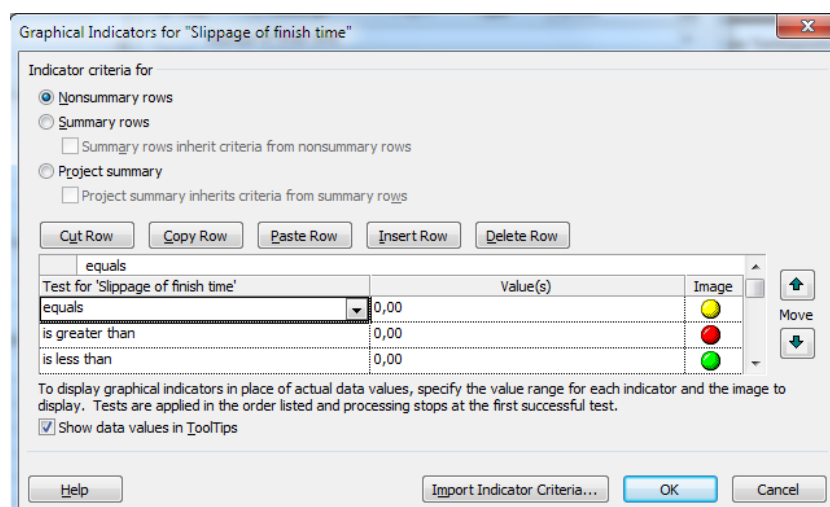 Graphical Indicators for "Slippage of finish time"
Indicator criteria for
Nonsummary rows
Summary rows
Summary rows inherit criteria from nonsummary rows
Project summary
Project summary inherits criteria from summary rows
Cut Row Copy Row Paste Row Insert Row Delete Row
equals
Test for 'Slippage of finish time' Value(s) Image
equals 0,00
is greater than 0,00
Move
is less than 0,00
To display graphical indicators in place of actual data values, specify the value range for each indicator and the image to
display. Tests are applied in the order listed and processing stops at the first successful test.
Show data values in ToolTips
Help Import Indicator Criteria... OK Cancel